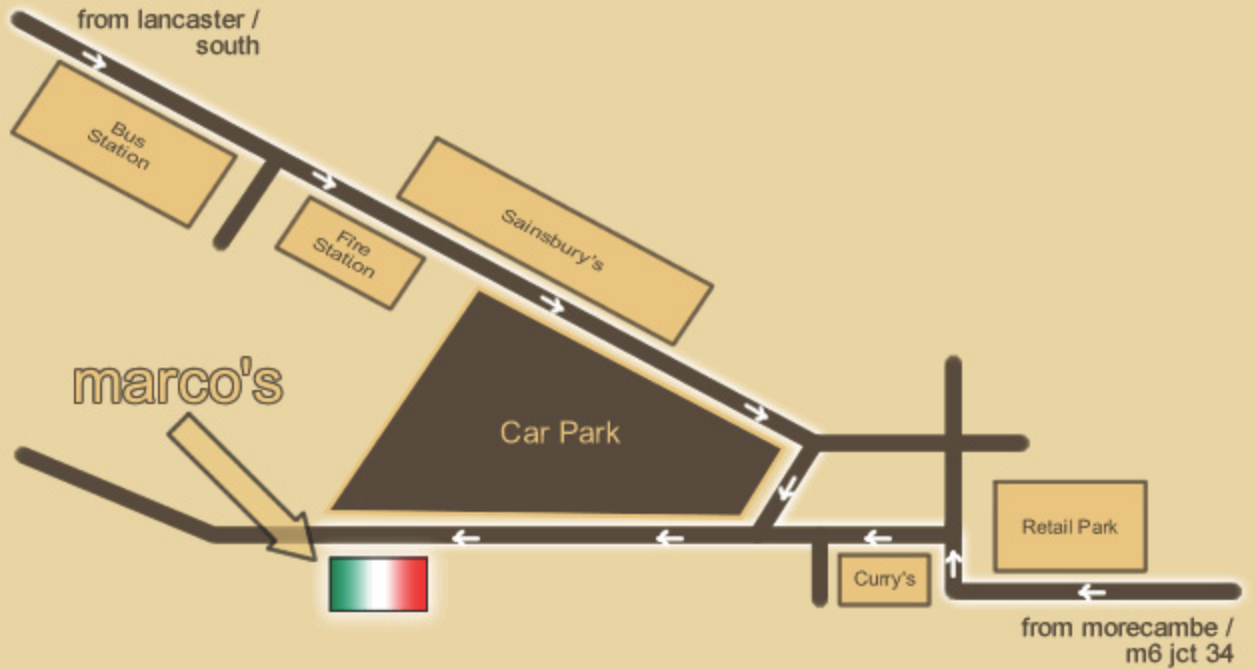 from lancaster /
south
Bus
Station
Fire
Station
Sainsbury's
marco's
Car Park
Retail Park
Curry's
from morecambe /
m6 jct 34